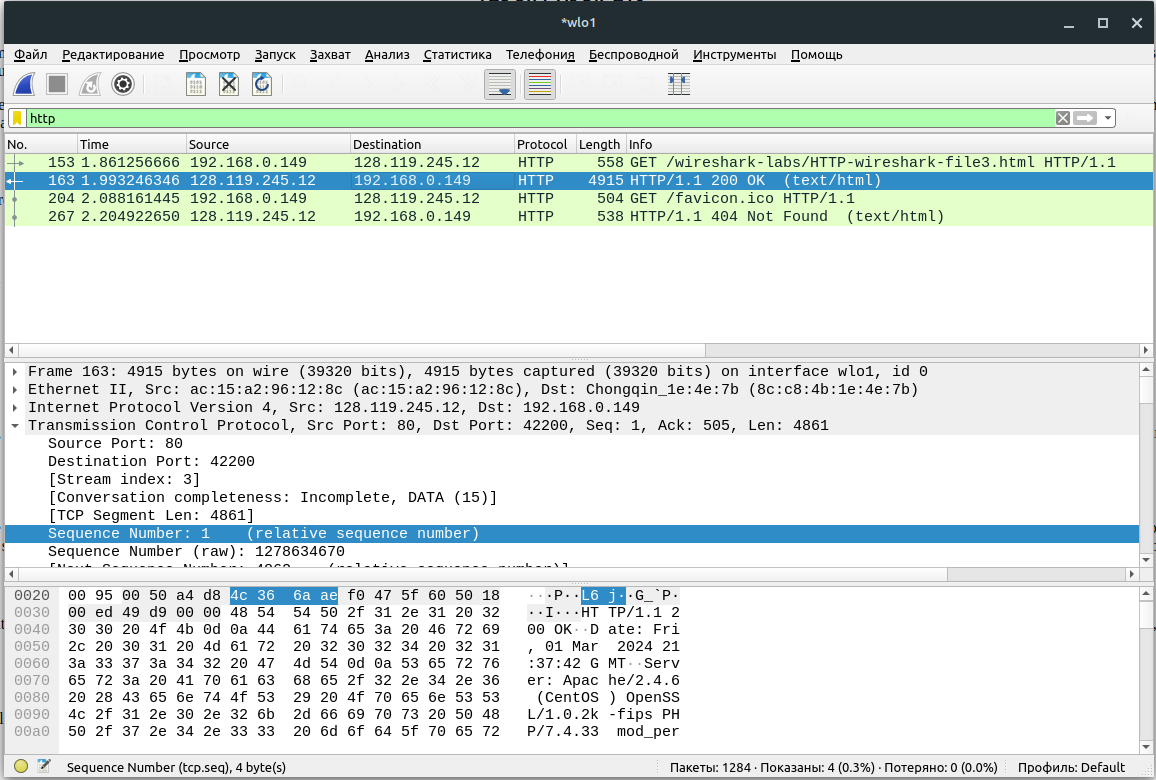 *wlo1
Файл Редактирование Просмотр Запуск Захват Анализ Статистика Телефония Беспроводной Инструменты Помощь
http
No. Time Source Destination Protocol Length Info
153 1.861256666 192.168.0.149 128.119.245.12 HTTP 558 GET /wireshark-labs/HTTP-wireshark-file3.html HTTP/1.1
163 1.993246346 128.119.245.12 192.168.0.149 HTTP 4915 HTTP/1.1 200 OK (text/html)
204 2.088161445 192.168.0.149 128.119.245.12 HTTP 504 GET /favicon.ico HTTP/1.1
267 2.204922650 128.119.245.12 192.168.0.149 HTTP 538 HTTP/1.1 404 Not Found (text/html)
Frame 163: 4915 bytes on wire (39320 bits), 4915 bytes captured (39320 bits) on interface wlo1, id 0
Ethernet II, Src: ac:15:a2:96:12:8c (ac:15:a2:96:12:8c), Dst: Chongqin_1e:4e:7b (8c:c8:4b:1e:4e:7b)
Internet Protocol Version 4, Src: 128.119.245.12, Dst: 192.168.0.149
Transmission Control Protocol, Src Port: 80, Dst Port: 42200, Seq: 1, Ack: 505, Len: 4861
Source Port: 80
Destination Port: 42200
[Stream index: 3]
[Conversation completeness: Incomplete, DATA (15)]
[TCP Segment Len: 4861]
Sequence Number: 1 (relative sequence number)
Sequence Number (raw): 1278634670
[Next Sequence Number: 4862 (relative sequence number)]
0020 00 95 00 50 a4 d8 4c 36 6a ae f0 47 5f 60 50 18 ···P··L6 j··G_`P·
0030 00 ed 49 d9 00 00 48 54 54 50 2f 31 2e 31 20 32 ··I···HT TP/1.1 2
0040 30 30 20 4f 4b 0d 0a 44 61 74 65 3a 20 46 72 69 00 OK··D ate: Fri
0050 2c 20 30 31 20 4d 61 72 20 32 30 32 34 20 32 31 , 01 Mar 2024 21
0060 3a 33 37 3a 34 32 20 47 4d 54 0d 0a 53 65 72 76 :37:42 G MT··Serv
0070 65 72 3a 20 41 70 61 63 68 65 2f 32 2e 34 2e 36 er: Apac he/2.4.6
0080 20 28 43 65 6e 74 4f 53 29 20 4f 70 65 6e 53 53 (CentOS ) OpenSS
0090 4c 2f 31 2e 30 2e 32 6b 2d 66 69 70 73 20 50 48 L/1.0.2k -fips PH
00a0 50 2f 37 2e 34 2e 33 33 20 6d 6f 64 5f 70 65 72 P/7.4.33 mod_per
Sequence Number (tcp.seq), 4 byte(s) Пакеты: 1284 · Показаны: 4 (0.3%) · Потеряно: 0 (0.0%) Профиль: Default